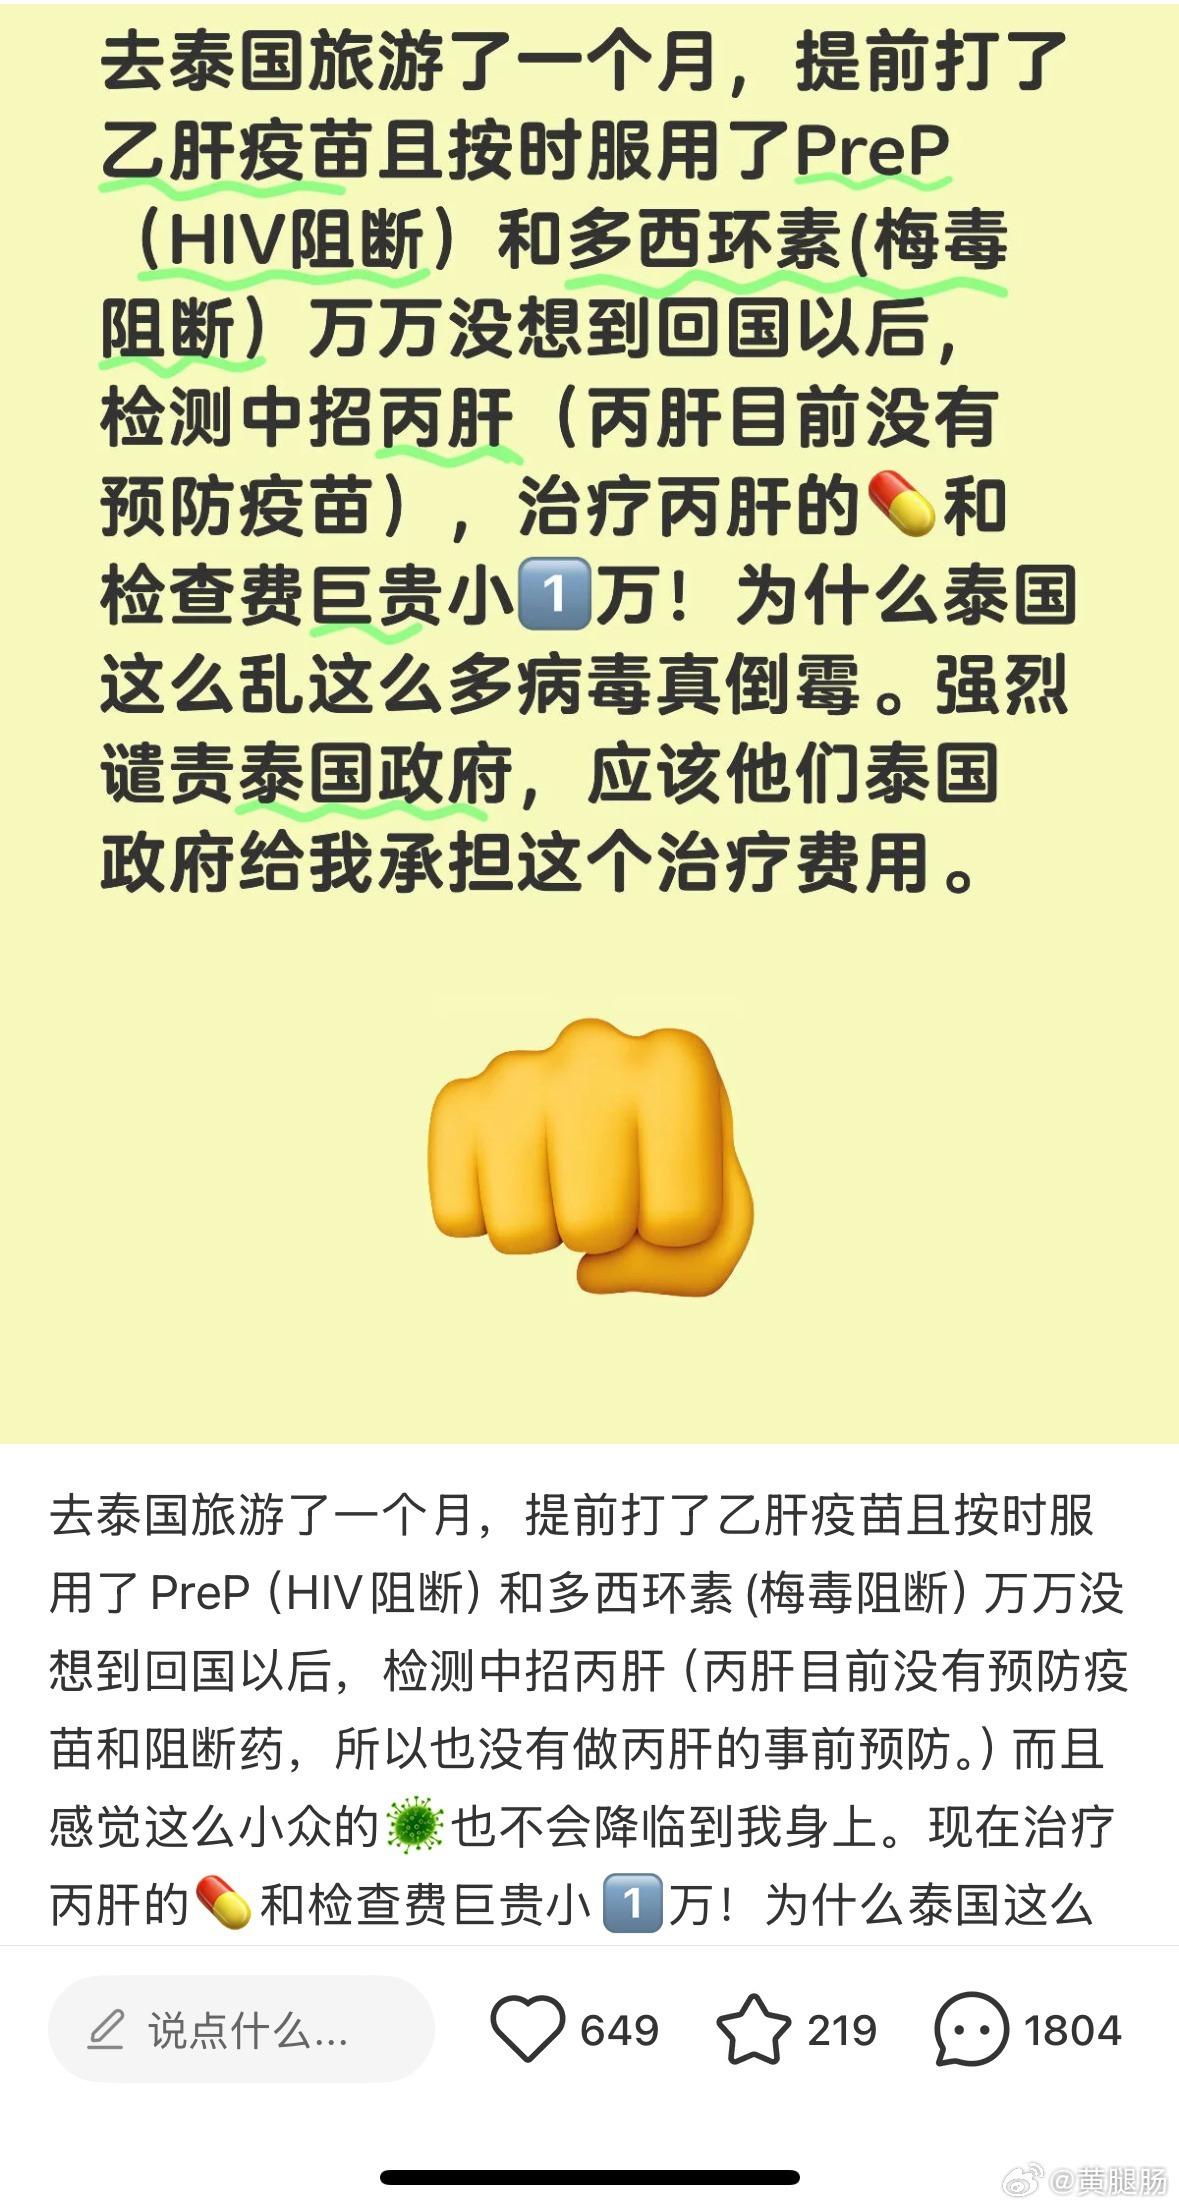 去泰国旅游了一个月，提前打了
乙肝疫苗且按时服用了PreP
（HIV阻断）和多西环素(梅毒
阻断）万万没想到回国以后，
检测中招丙肝（丙肝目前没有
预防疫苗），治疗丙肝的💊和
检查费巨贵小1️⃣万！为什么泰国
这么乱这么多病毒真倒霉。强烈
谴责泰国政府，应该他们泰国
政府给我承担这个治疗费用。
去泰国旅游了一个月，提前打了乙肝疫苗且按时服
用了 PreP（HIV阻断）和多西环素 (梅毒阻断) 万万没
想到回国以后，检测中招丙肝（丙肝目前没有预防疫
苗和阻断药，所以也没有做丙肝的事前预防。）而且
感觉这么小众的🦠也不会降临到我身上。现在治疗
丙肝的💊和检查费巨贵小1️⃣万！为什么泰国这么
说点什么...
649
219
1804
@黄腿肠